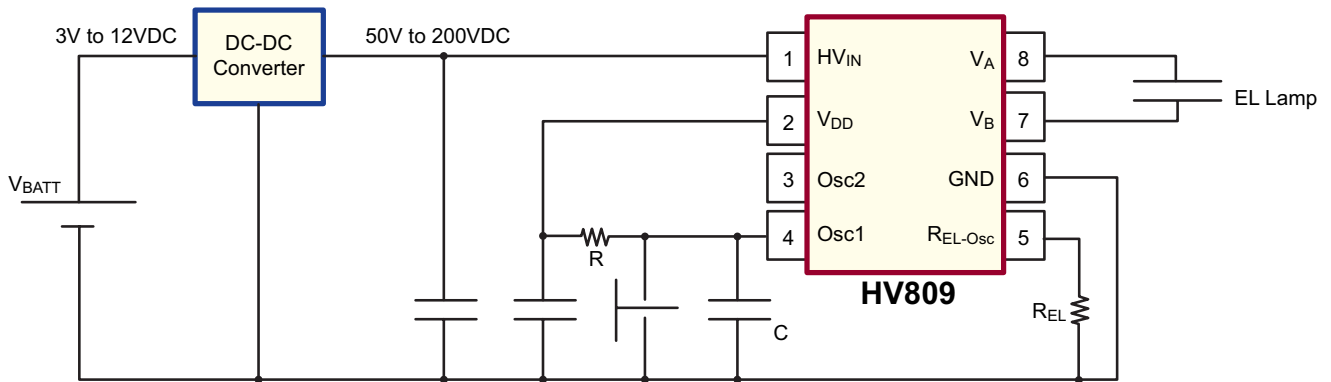 3V to 12VDC
DC-DC
Converter
50V to 200VDC
1
HVIN
VA
8
2
VDD
VB
7
EL Lamp
3
Osc2
GND
6
4
Osc1
REL-Osc
5
VBATT
R
C
HV809
REL